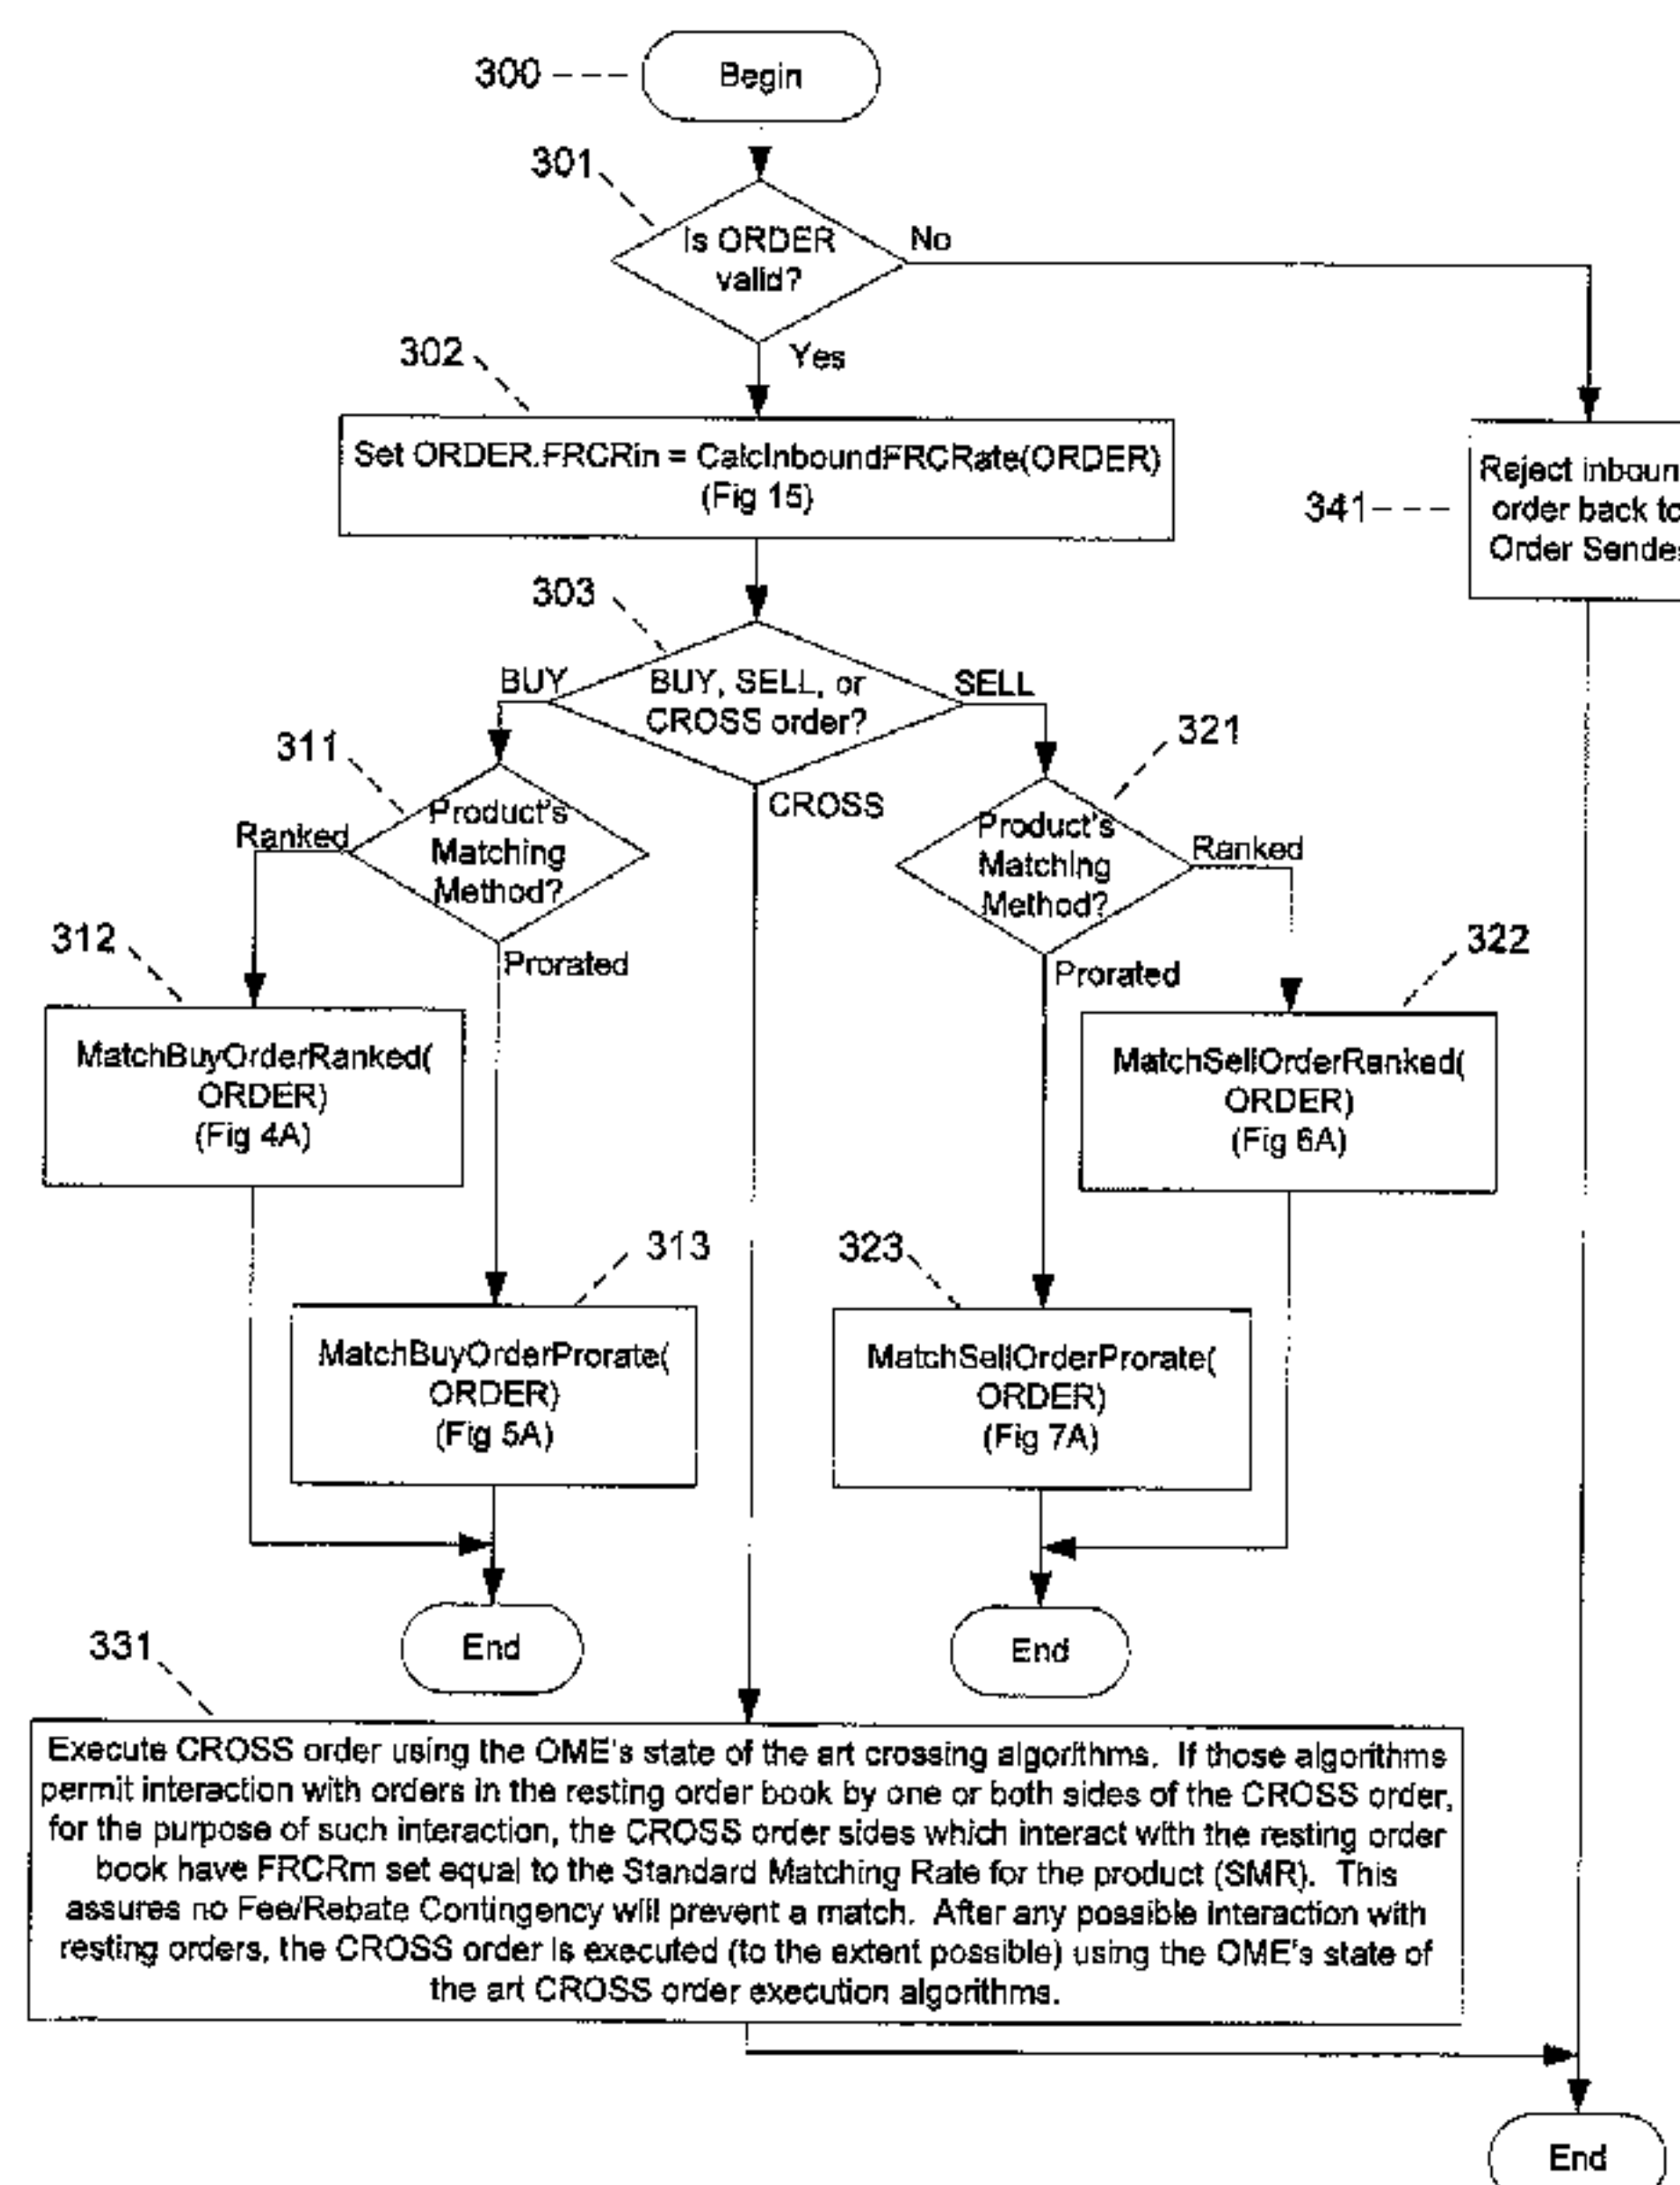 300
Begin
301
Is ORDER
valid?
No
Yes
302
Set ORDER.FRCRin = CalcInboundFRCRate(ORDER)
(Fig 15)
341
Reject inboun
order back to
Order Sende
303
BUY
BUY, SELL, or
CROSS order?
SELL
CROSS
311
Product's
Matching
Method?
Ranked
Prorated
321
Product's
Matching
Method?
Ranked
Prorated
312
MatchBuyOrderRanked(
ORDER)
(Fig 4A)
322
MatchSellOrderRanked(
ORDER)
(Fig 6A)
313
MatchBuyOrderProrate(
ORDER)
(Fig 5A)
323
MatchSellOrderProrate(
ORDER)
(Fig 7A)
End
End
331
Execute CROSS order using the OME's state of the art crossing algorithms. If those algorithms
permit interaction with orders in the resting order book by one or both sides of the CROSS order,
for the purpose of such interaction, the CROSS order sides which interact with the resting order
book have FRCRm set equal to the Standard Matching Rate for the product (SMR). This
assures no Fee/Rebate Contingency will prevent a match. After any possible interaction with
resting orders, the CROSS order is executed (to the extent possible) using the OME's state of
the art CROSS order execution algorithms.
End